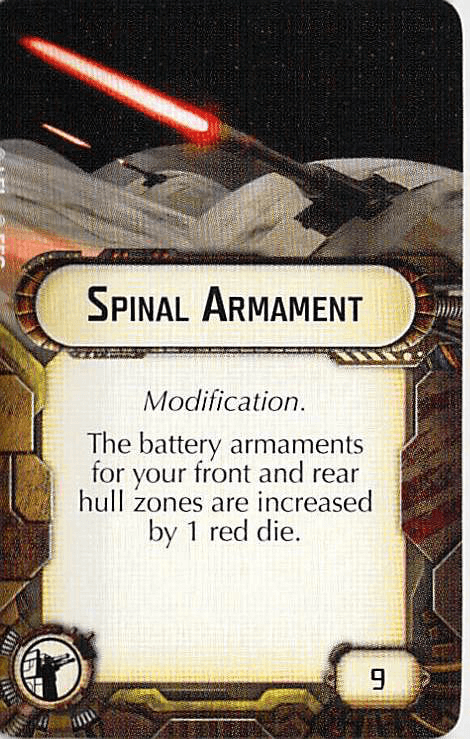 Spinal Armament
Modification.
The battery armaments
for your front and rear
hull zones are increased
by 1 red die.
9